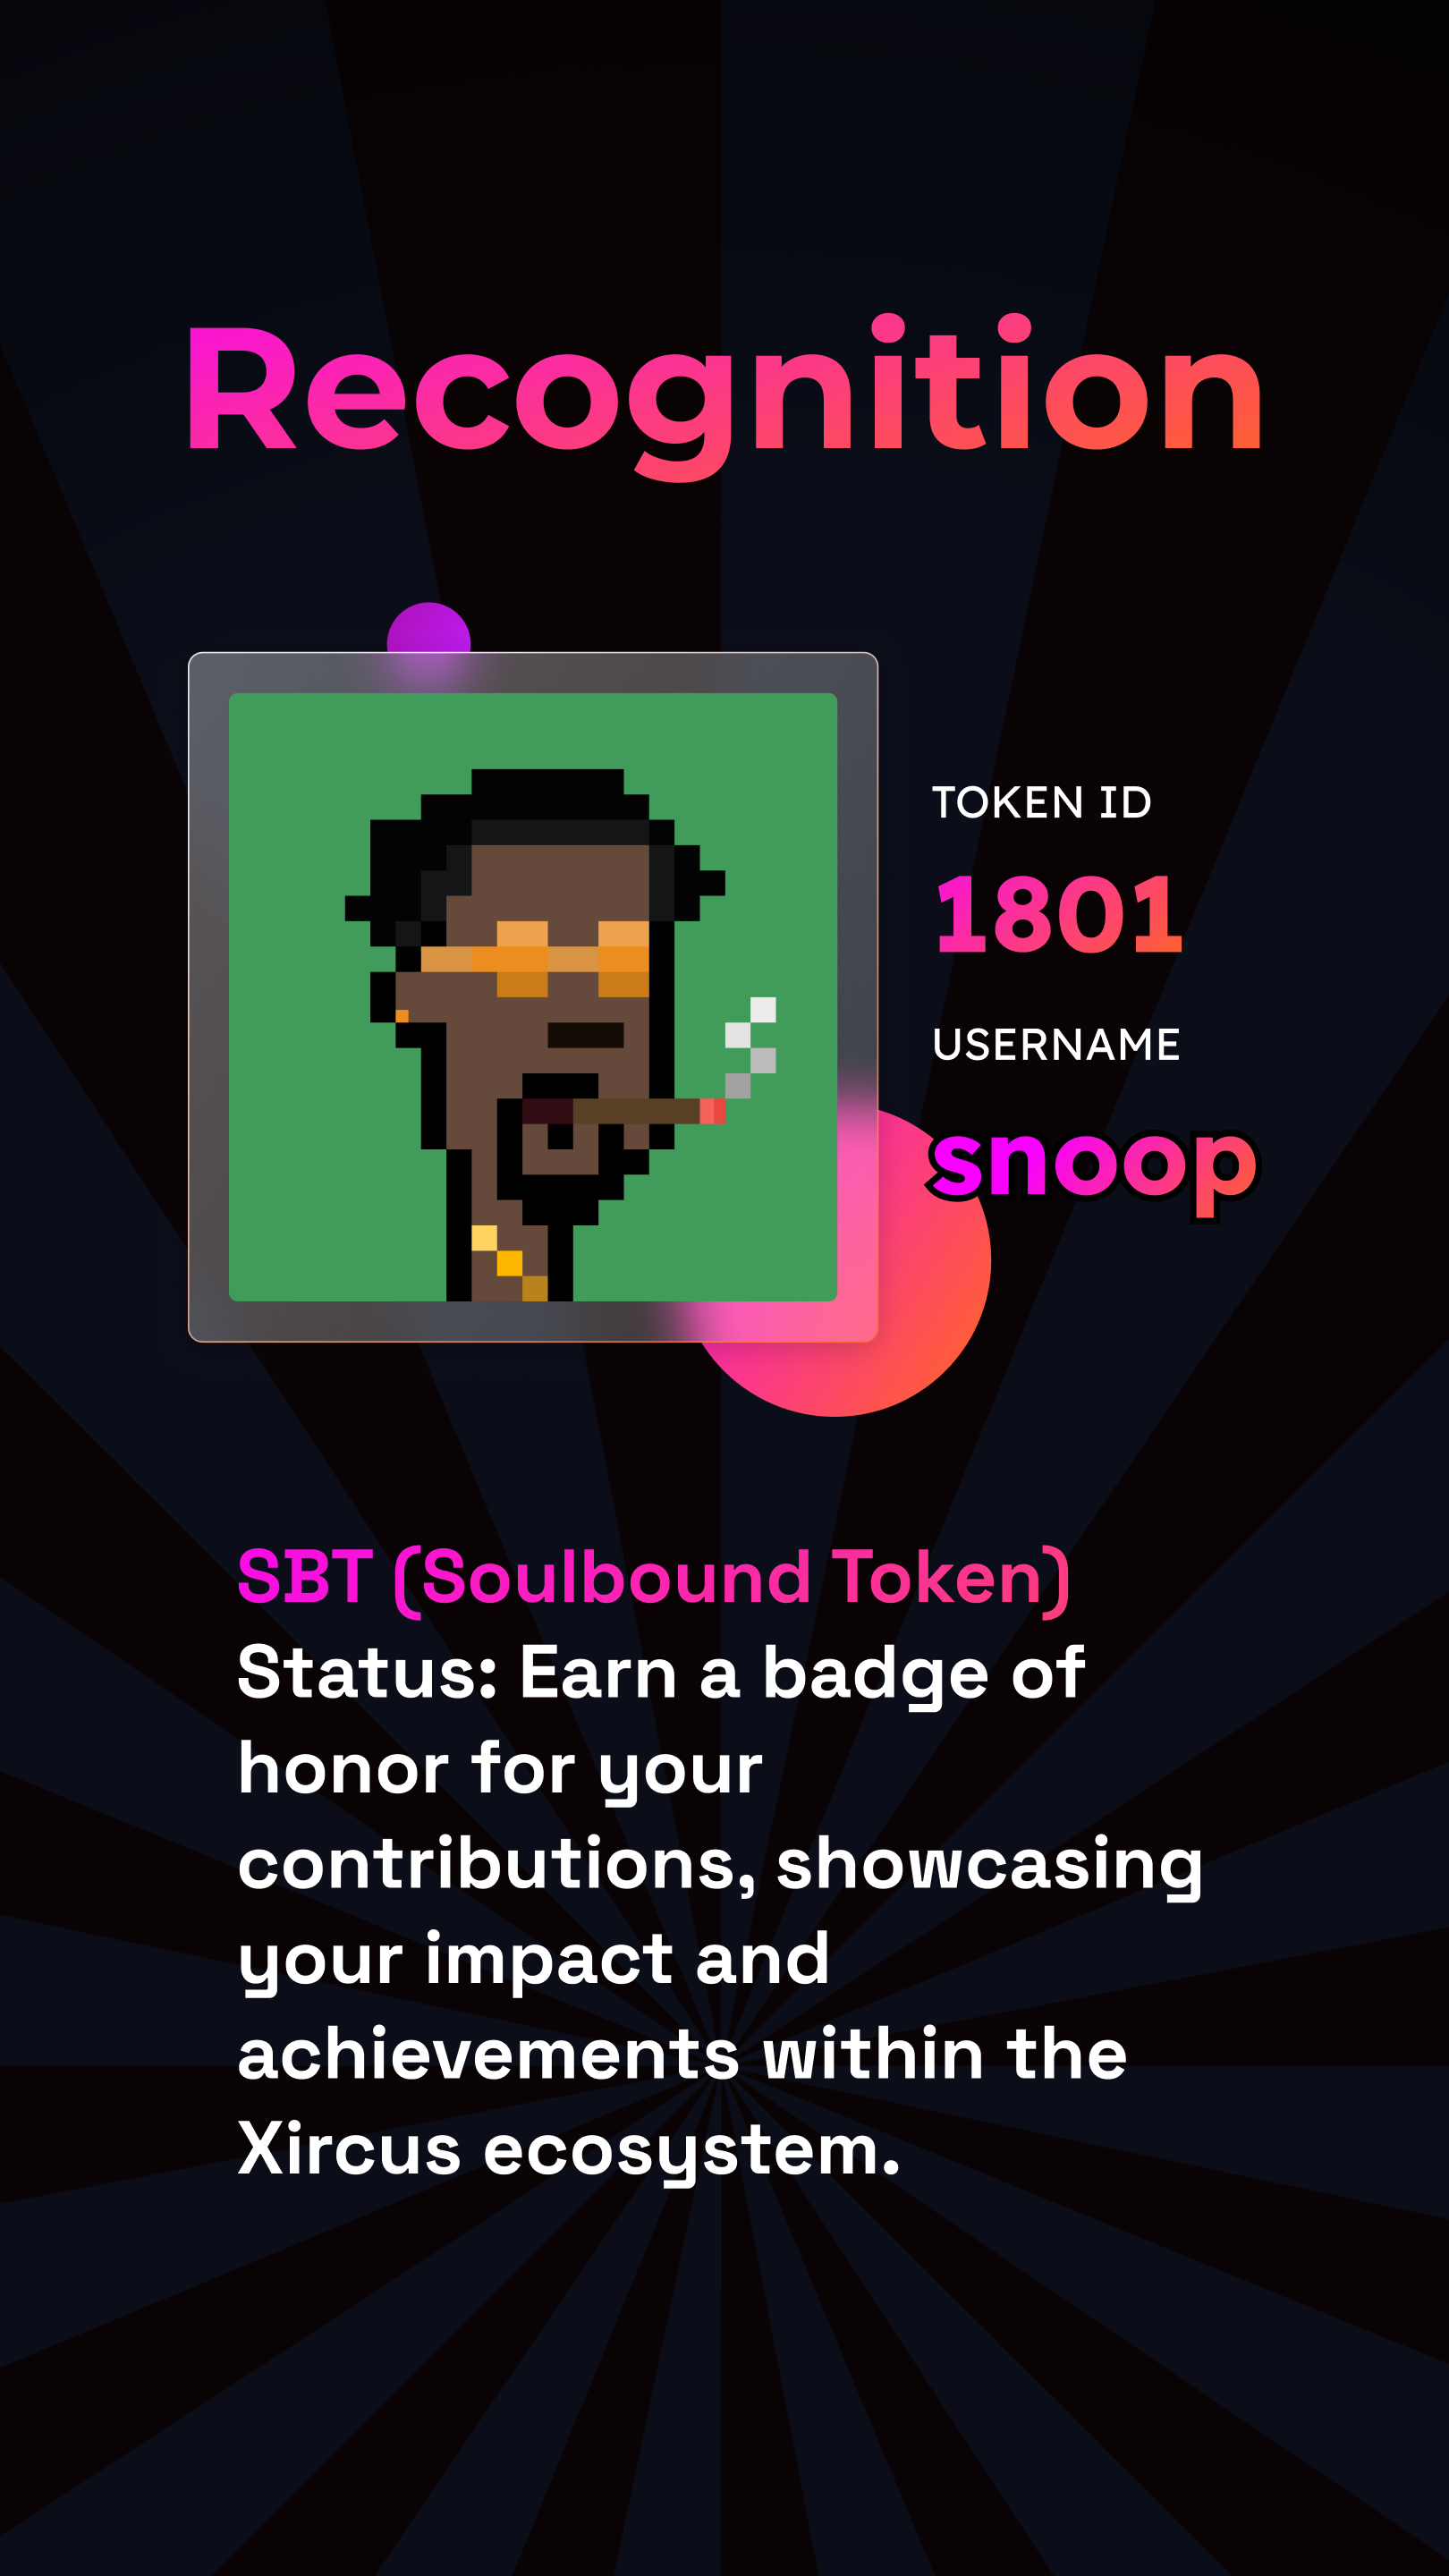 Recognition
TOKEN ID
1801
USERNAME
snoop
SBT (Soulbound Token)
Status: Earn a badge of
honor for your
contributions, showcasing
your impact and
achievements within the
Xircus ecosystem.